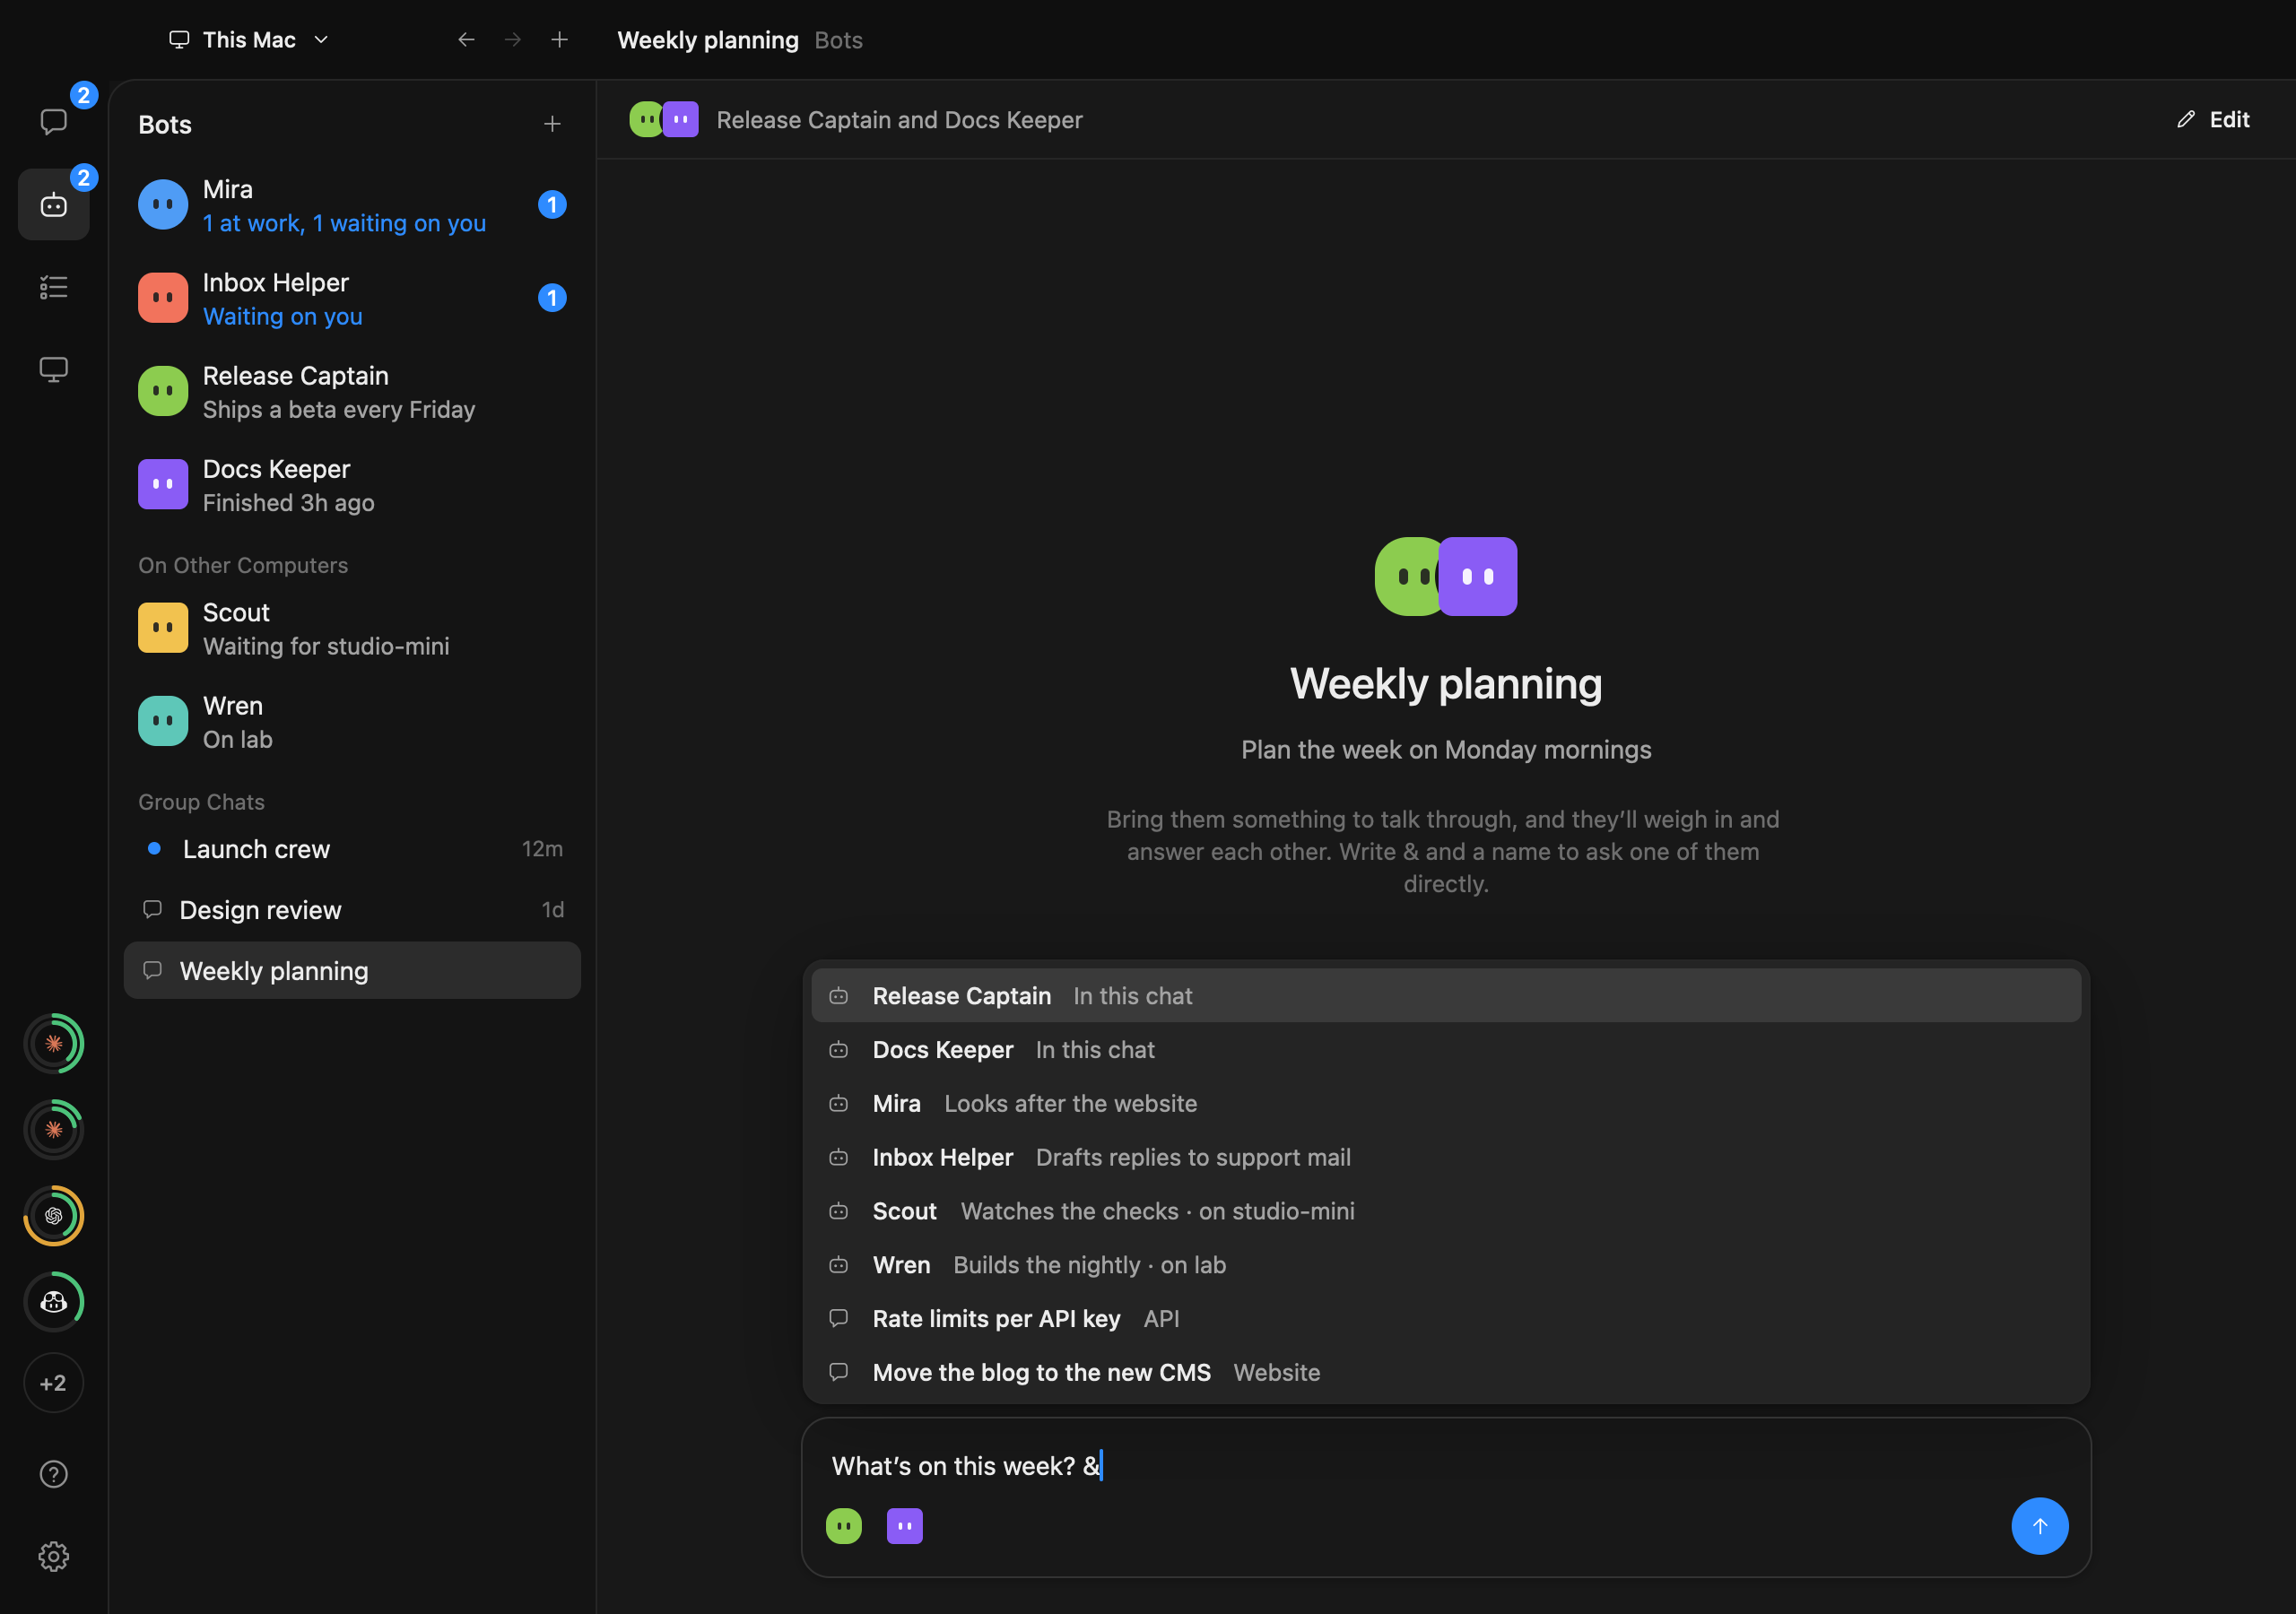 This Mac
Weekly planning Bots
2
2
Bots
Mira
1 at work, 1 waiting on you
1
Inbox Helper
Waiting on you
1
Release Captain
Ships a beta every Friday
Docs Keeper
Finished 3h ago
On Other Computers
Scout
Waiting for studio-mini
Wren
On lab
Group Chats
Launch crew 12m
Design review 1d
Weekly planning
+2
Release Captain and Docs Keeper
Edit
Weekly planning
Plan the week on Monday mornings
Bring them something to talk through, and they’ll weigh in and
answer each other. Write & and a name to ask one of them
directly.
Release Captain In this chat
Docs Keeper In this chat
Mira Looks after the website
Inbox Helper Drafts replies to support mail
Scout Watches the checks · on studio-mini
Wren Builds the nightly · on lab
Rate limits per API key API
Move the blog to the new CMS Website
What’s on this week? &